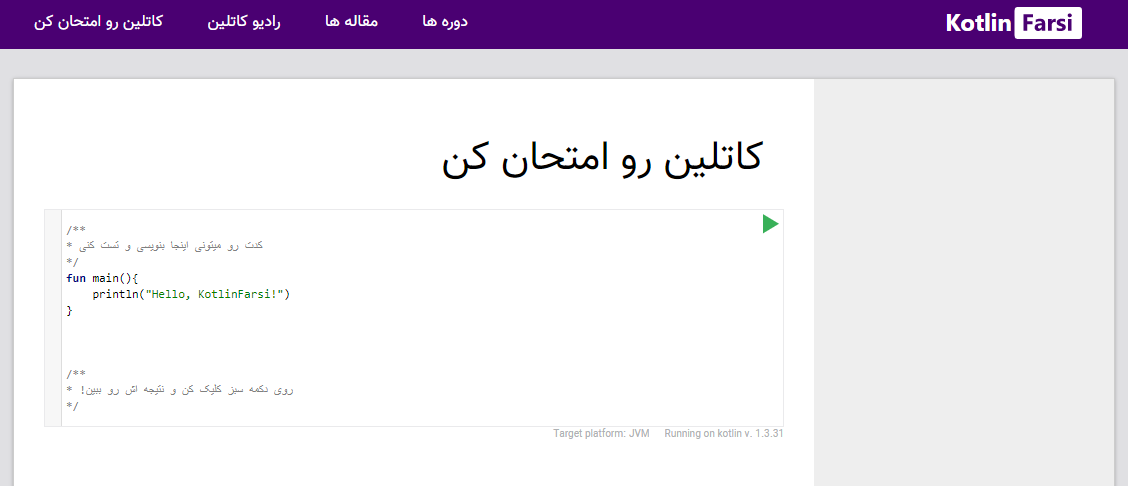 Kotlin Farsi
دوره ها
مقاله ها
رادیو کاتلین
کاتلین رو امتحان کن
کاتلین رو امتحان کن
/**
* کدت رو میتونی اینجا بنویسی و تست کنی
*/
fun main(){
    println("Hello, KotlinFarsi!")
}
/**
* روی دکمه سبز کلیک کن و نتیجه اش رو ببین!
*/
Target platform: JVM
Running on kotlin v. 1.3.31